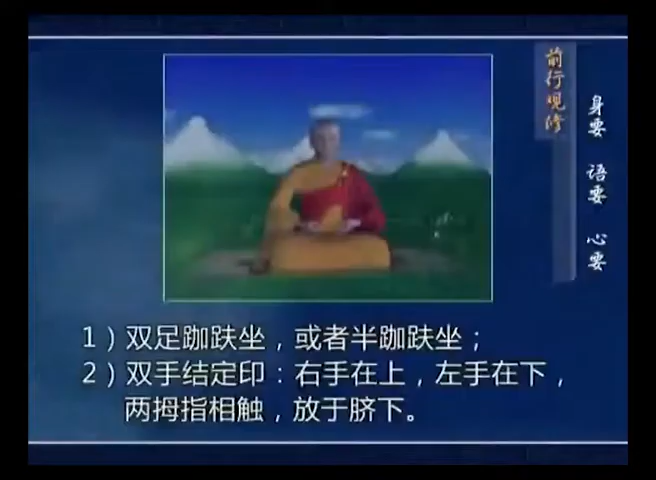 前行观修
身要 语要 心要
1）双足跏趺坐，或者半跏趺坐；
2）双手结定印：右手在上，左手在下，
两拇指相触，放于脐下。